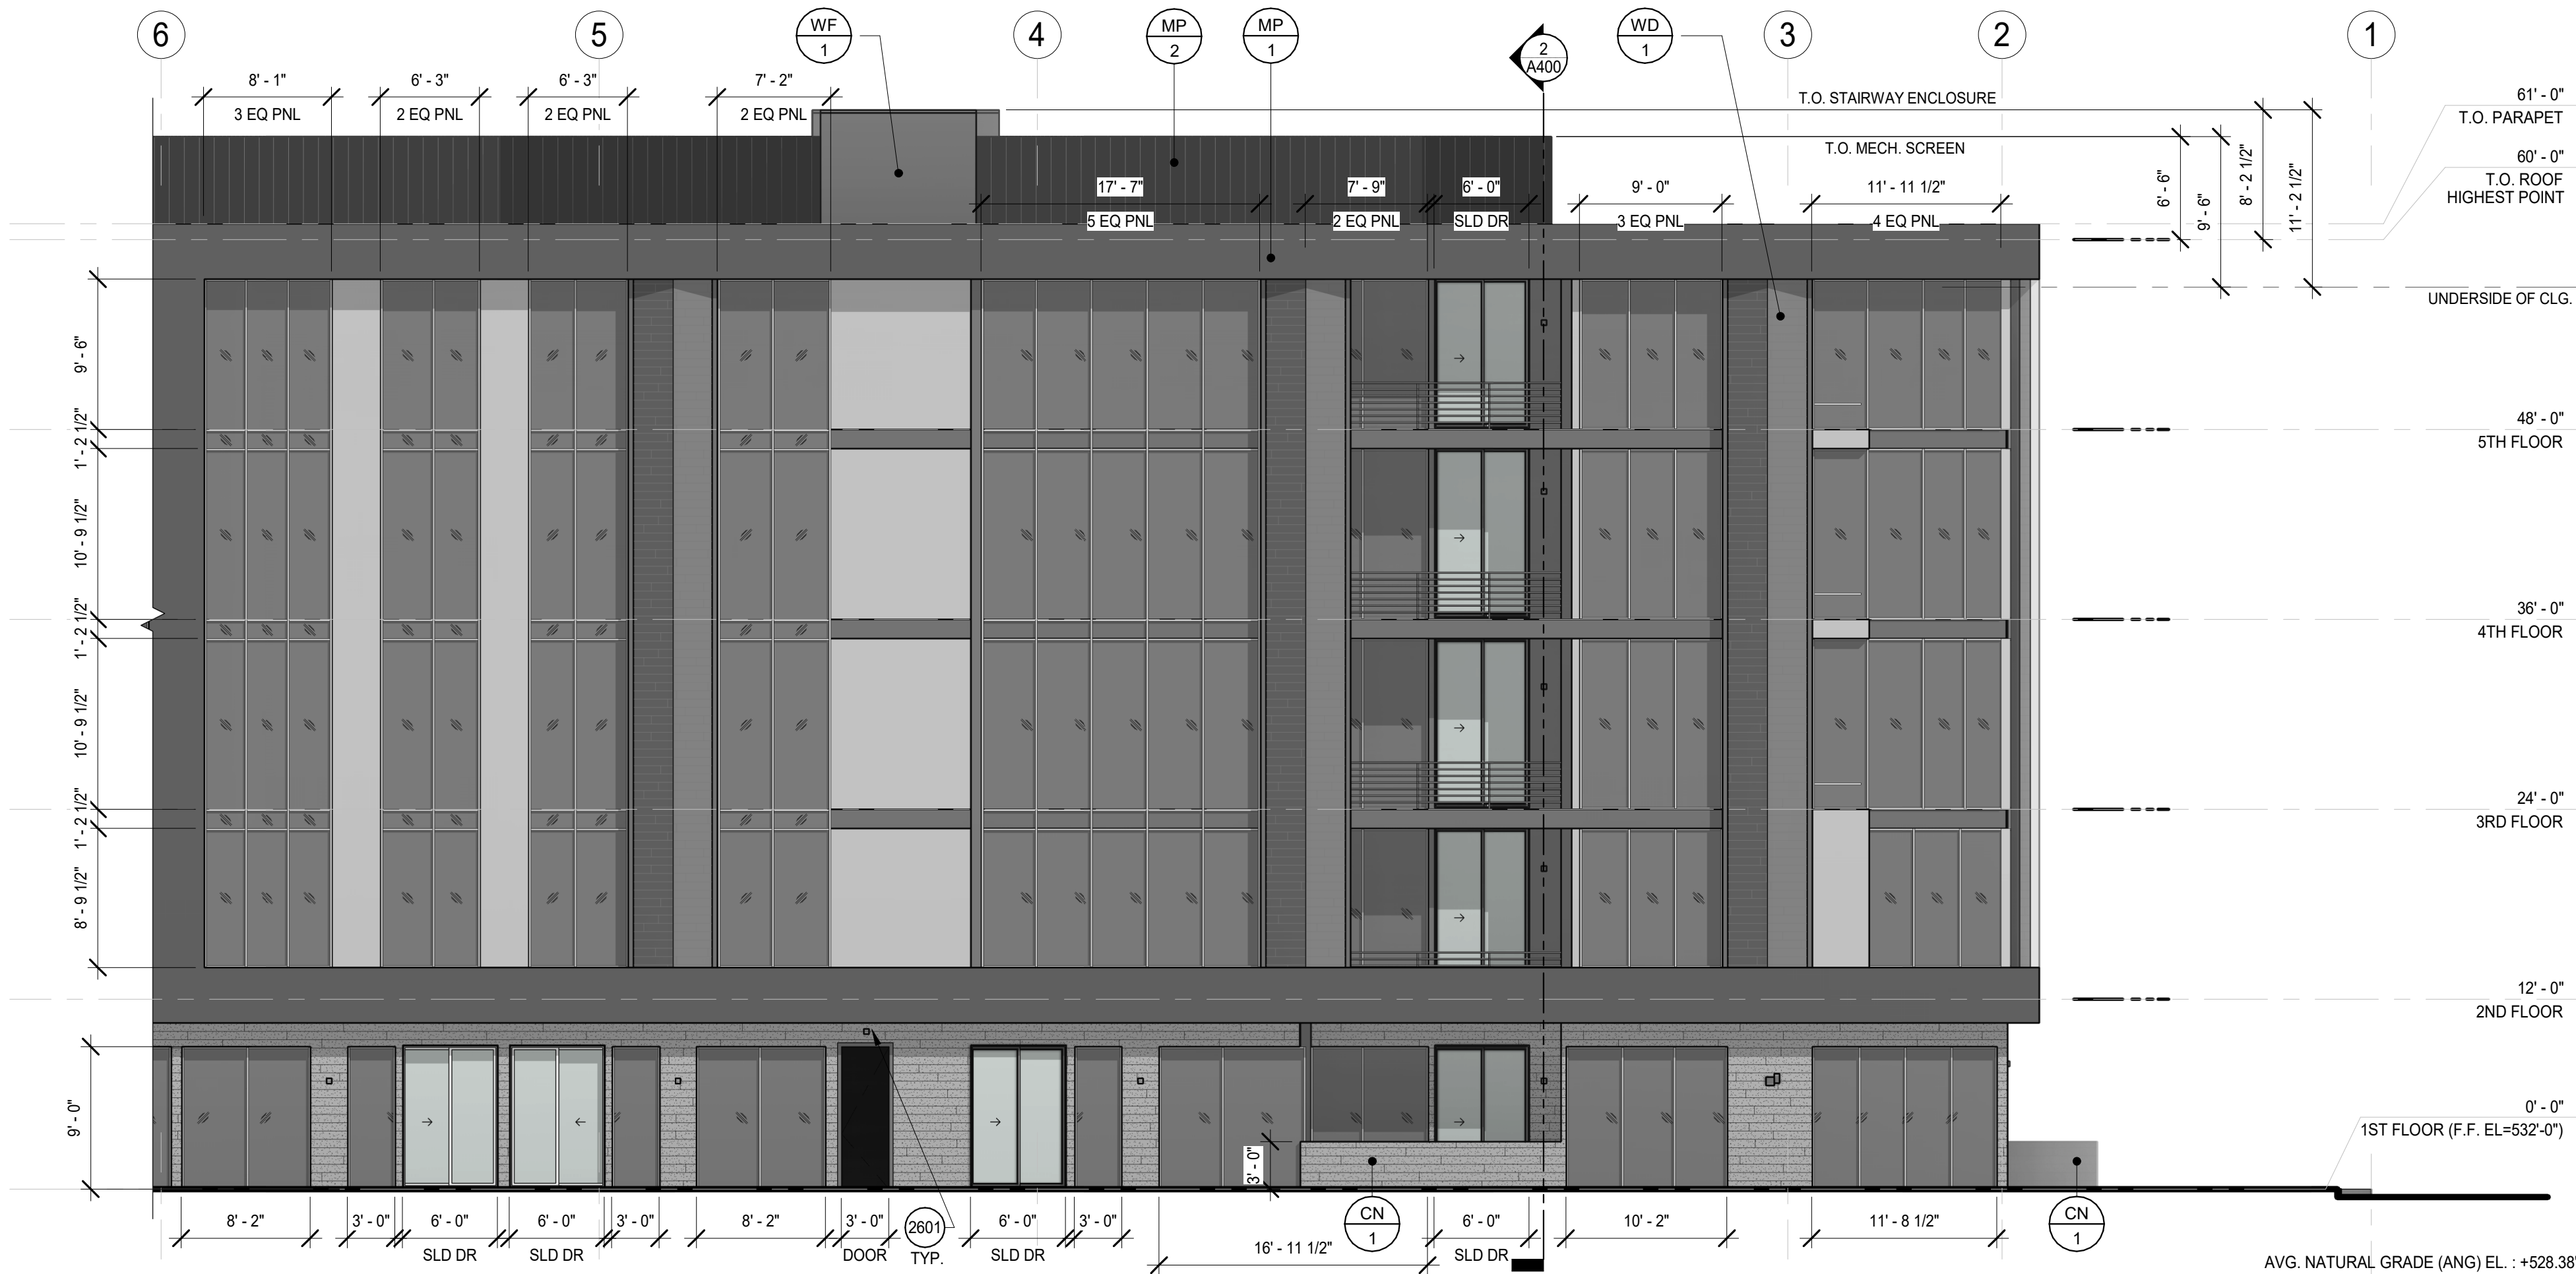 6
5
WF
1
4
MP
2
MP
1
2
A400
WD
1
3
2
1
8' - 1"
3 EQ PNL
6' - 3"
2 EQ PNL
6' - 3"
2 EQ PNL
7' - 2"
2 EQ PNL
T.O. STAIRWAY ENCLOSURE
T.O. MECH. SCREEN
61' - 0"
T.O. PARAPET
60' - 0"
T.O. ROOF
HIGHEST POINT
17' - 7"
5 EQ PNL
7' - 9"
2 EQ PNL
6' - 0"
SLD DR
9' - 0"
3 EQ PNL
11' - 11 1/2"
4 EQ PNL
6' - 6"
9' - 6"
8' - 2 1/2"
11' - 2 1/2"
UNDERSIDE OF CLG.
9' - 6"
1' - 2 1/2"
10' - 9 1/2"
1' - 2 1/2"
10' - 9 1/2"
1' - 2 1/2"
8' - 9 1/2"
9' - 0"
48' - 0"
5TH FLOOR
36' - 0"
4TH FLOOR
24' - 0"
3RD FLOOR
12' - 0"
2ND FLOOR
0' - 0"
1ST FLOOR (F.F. EL=532'-0")
3' - 0"
8' - 2"
3' - 0"
6' - 0"
SLD DR
6' - 0"
SLD DR
3' - 0"
8' - 2"
3' - 0"
DOOR
2601
TYP.
6' - 0"
SLD DR
3' - 0"
16' - 11 1/2"
CN
1
6' - 0"
SLD DR
10' - 2"
11' - 8 1/2"
CN
1
AVG. NATURAL GRADE (ANG) EL. : +528.38'